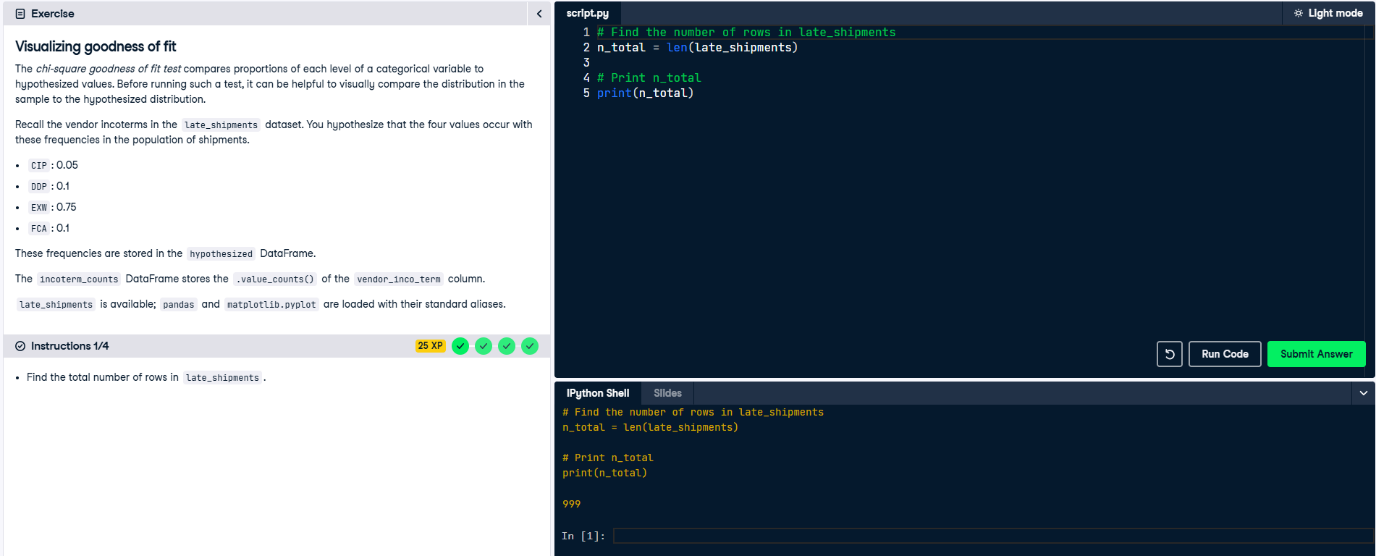 Exercise
Visualizing goodness of fit
The chi-square goodness of fit test compares proportions of each level of a categorical variable to
hypothesized values. Before running such a test, it can be helpful to visually compare the distribution in the
sample to the hypothesized distribution.
Recall the vendor incoterms in the late_shipments dataset. You hypothesize that the four values occur with
these frequencies in the population of shipments.
• CIP : 0.05
• DDP : 0.1
• EXW : 0.75
• FCA : 0.1
These frequencies are stored in the hypothesized DataFrame.
The incoterm_counts DataFrame stores the .value_counts() of the vendor_inco_term column.
late_shipments is available; pandas and matplotlib.pyplot are loaded with their standard aliases.
Instructions 1/4
25 XP
• Find the total number of rows in late_shipments .
script.py
Light mode
1 # Find the number of rows in late_shipments
2 n_total = len(late_shipments)
3
4 # Print n_total
5 print(n_total)
Run Code
Submit Answer
IPython Shell
Slides
# Find the number of rows in late_shipments
n_total = len(late_shipments)
# Print n_total
print(n_total)
999
In [1]: